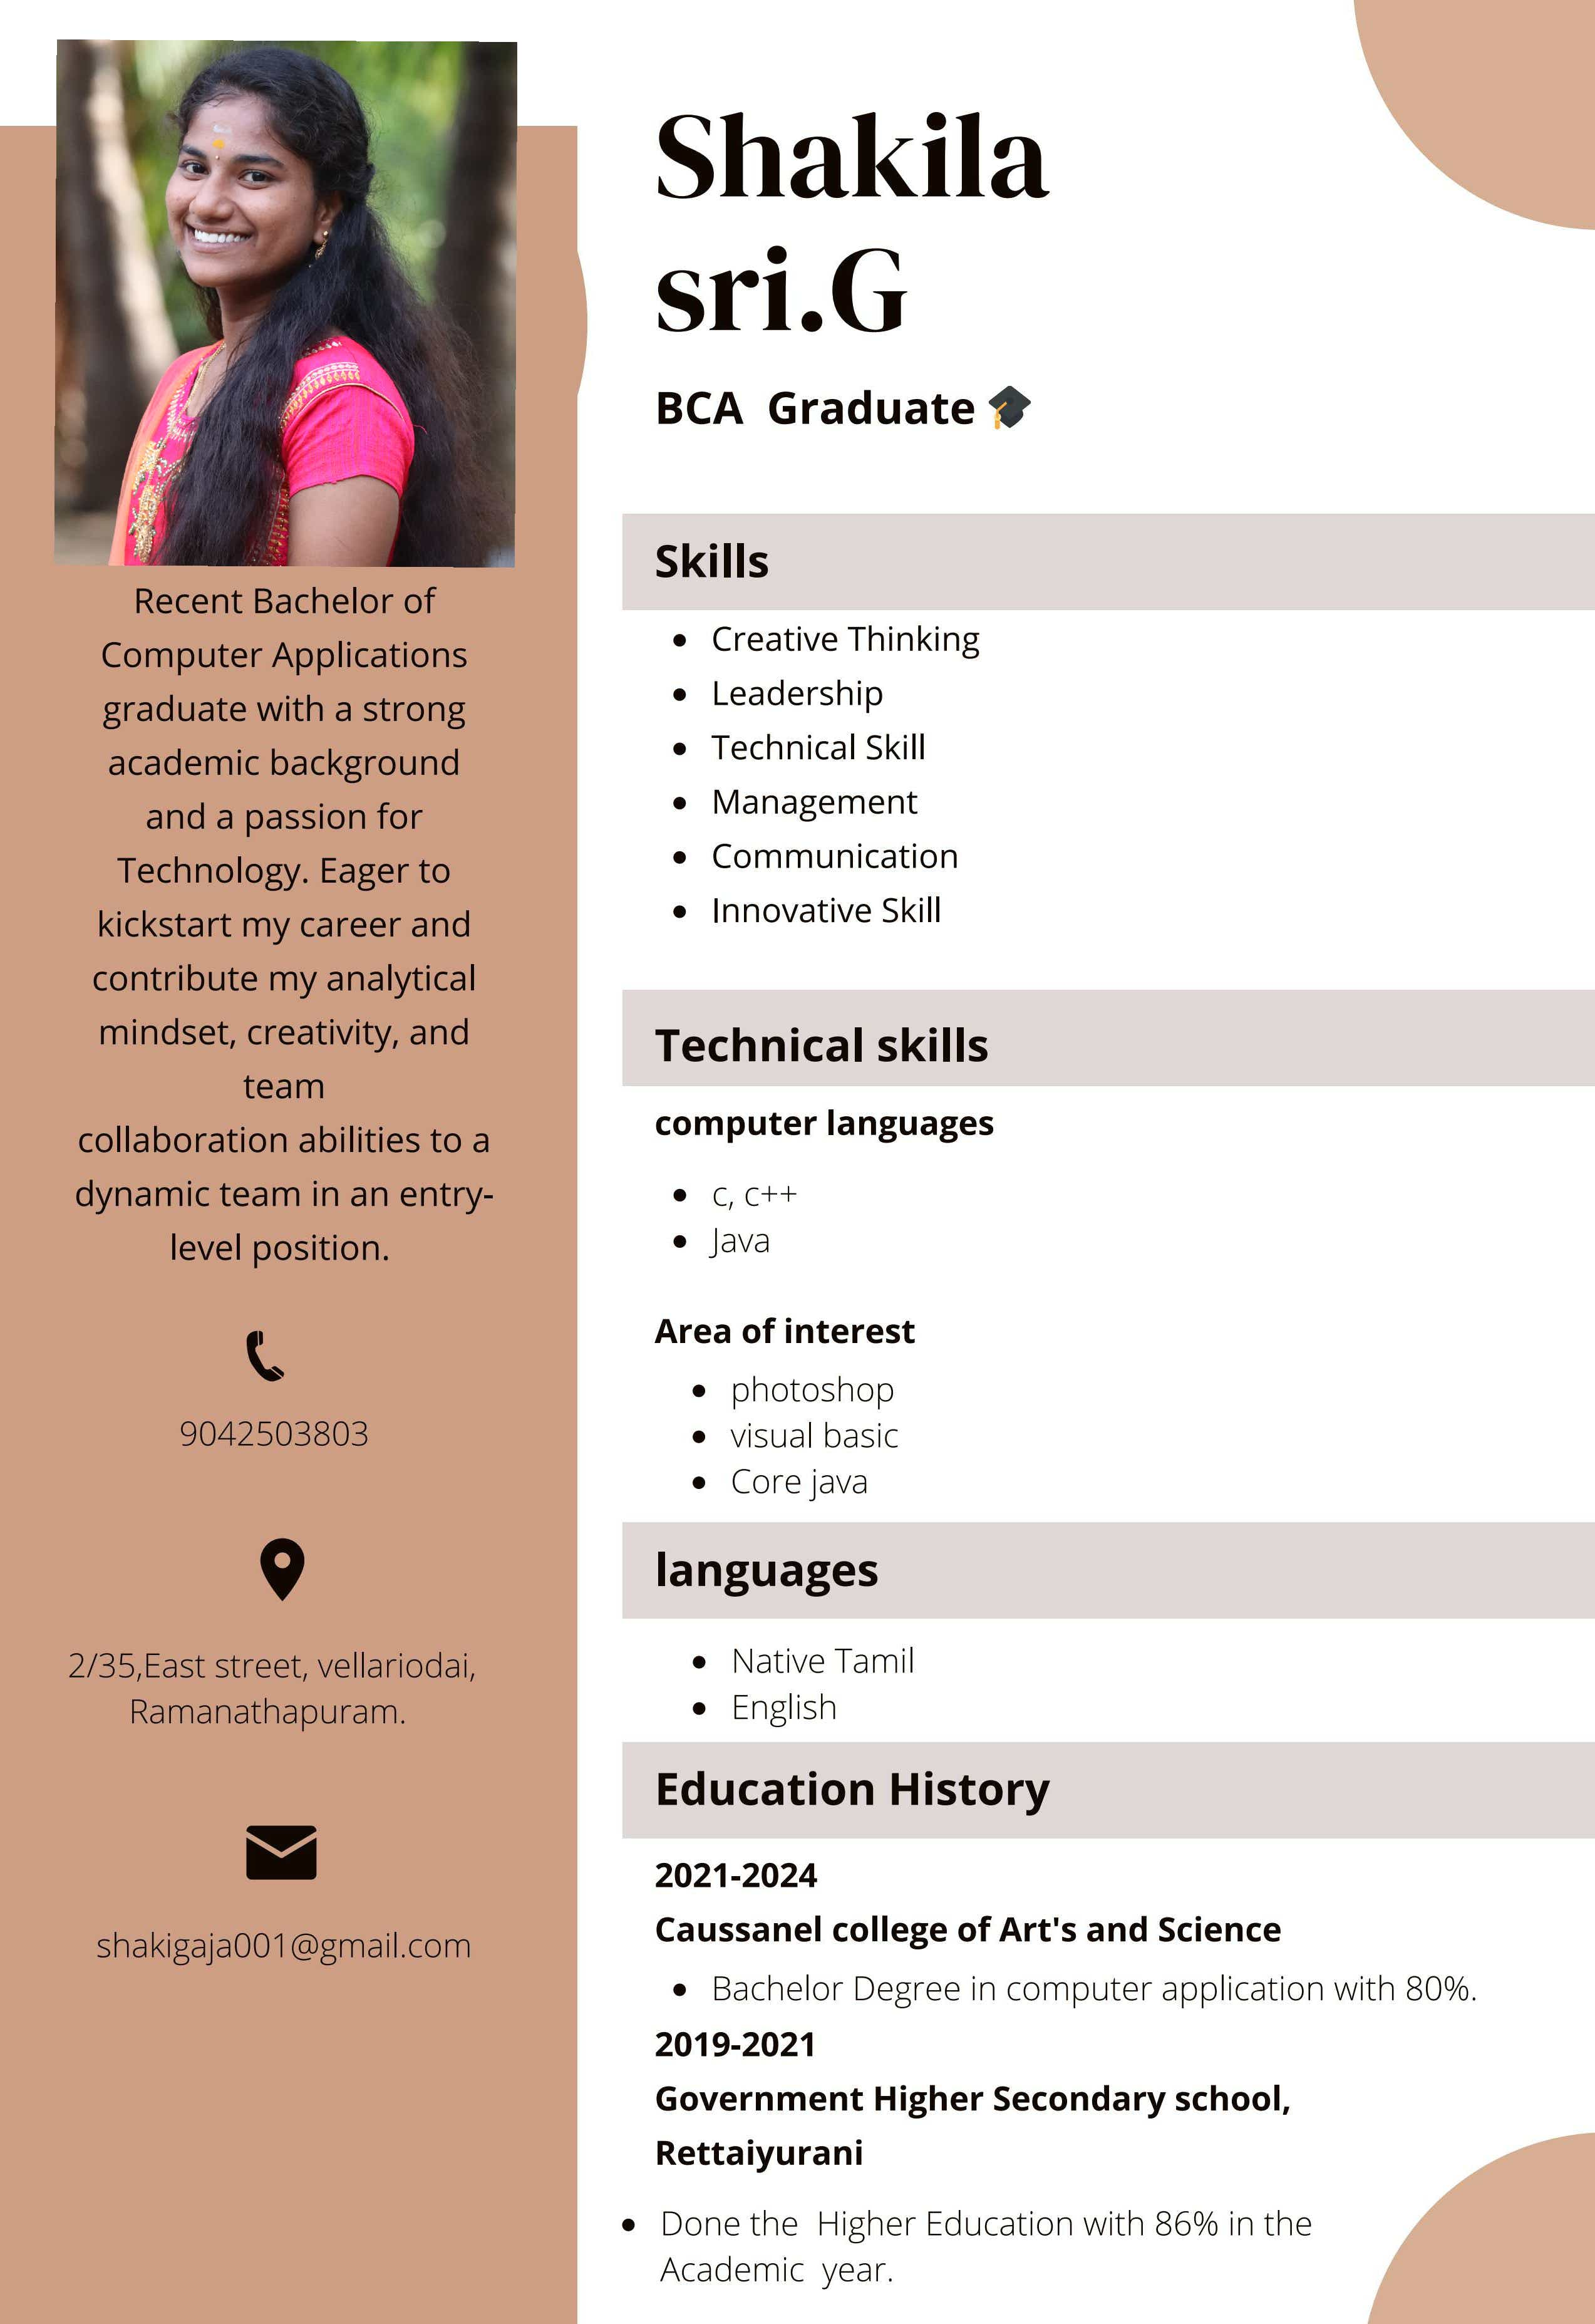 Shakila
sri.G
BCA  Graduate 🎓
Recent Bachelor of
Computer Applications
graduate with a strong
academic background
and a passion for
Technology. Eager to
kickstart my career and
contribute my analytical
mindset, creativity, and
team
collaboration abilities to a
dynamic team in an entry-
level position.
9042503803
2/35,East street, vellariodai,
Ramanathapuram.
shakigaja001@gmail.com
Skills
• Creative Thinking
• Leadership
• Technical Skill
• Management
• Communication
• Innovative Skill
Technical skills
computer languages
• c, c++
• Java
Area of interest
• photoshop
• visual basic
• Core java
languages
• Native Tamil
• English
Education History
2021-2024
Caussanel college of Art's and Science
• Bachelor Degree in computer application with 80%.
2019-2021
Government Higher Secondary school,
Rettaiyurani
• Done the  Higher Education with 86% in the
Academic  year.